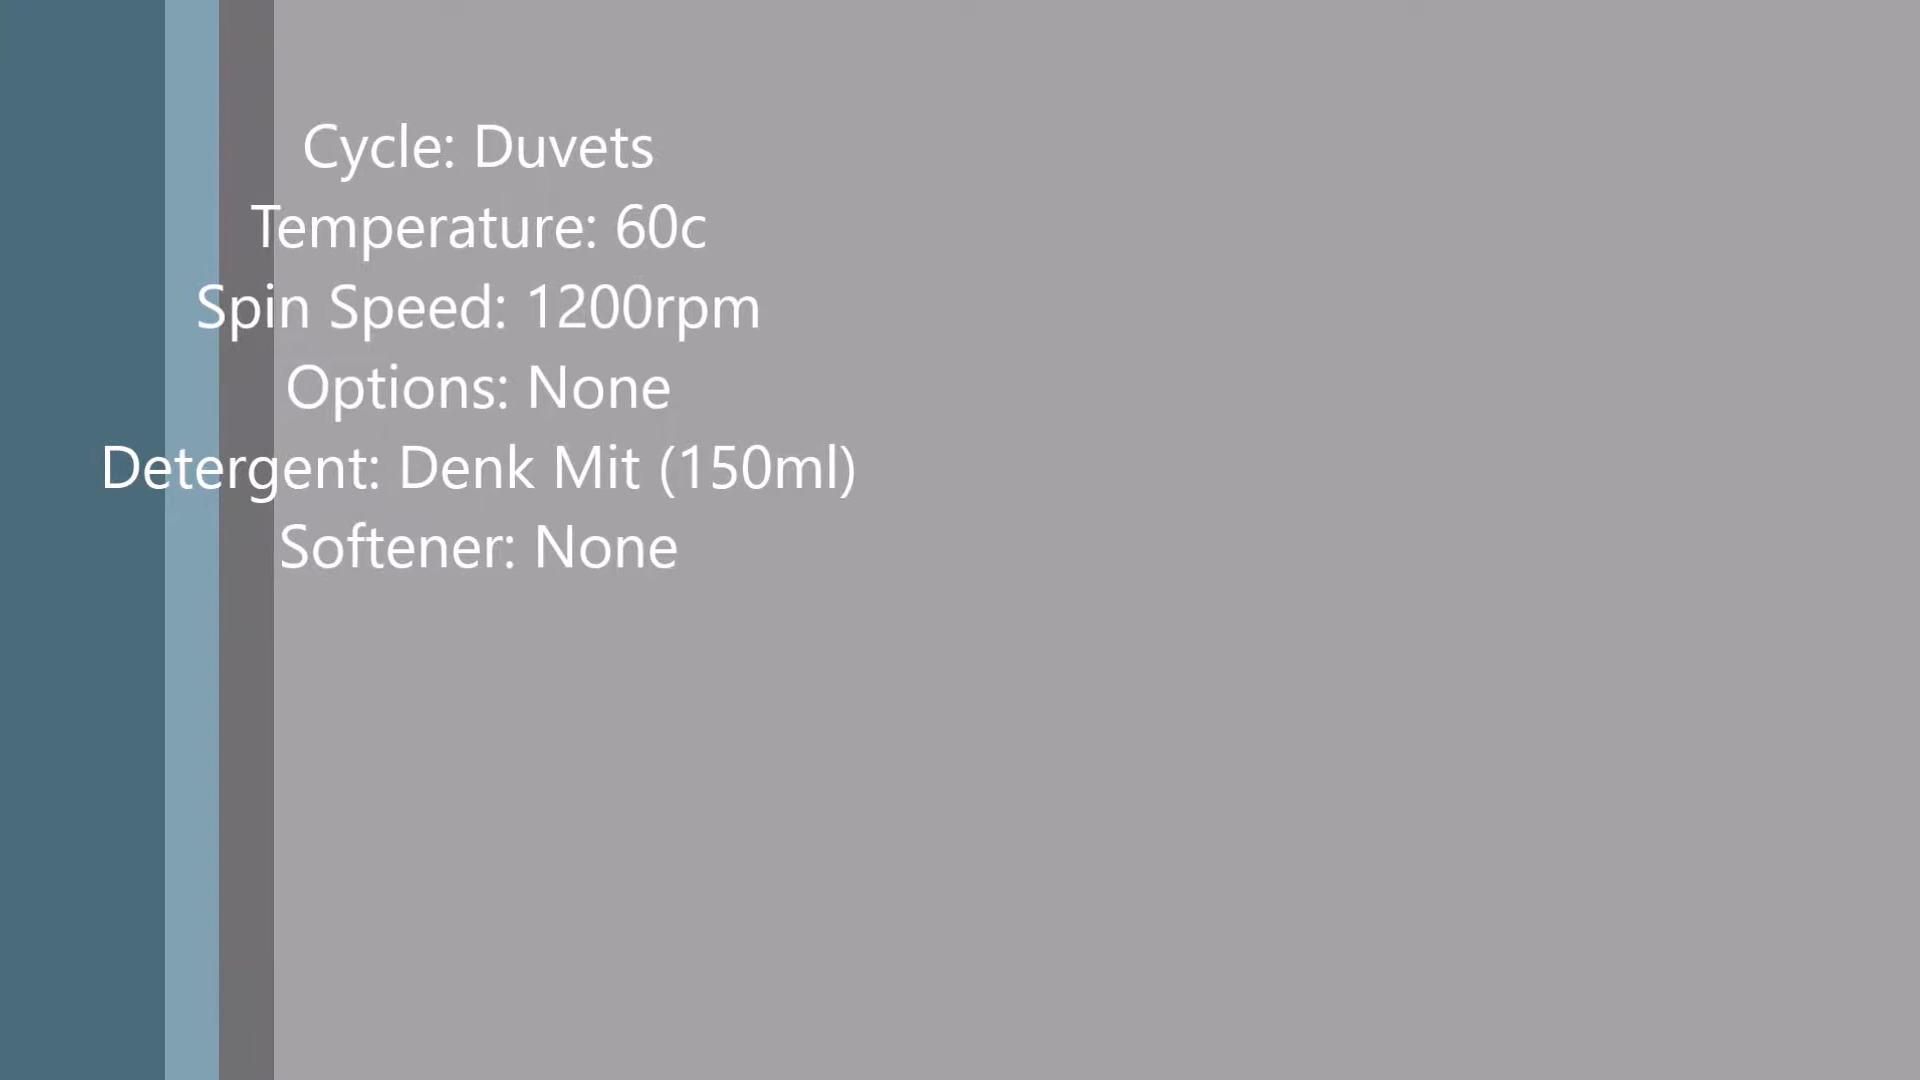 Cycle: Duvets
Temperature: 60c
Spin Speed: 1200rpm
Options: None
Detergent: Denk Mit (150ml)
Softener: None